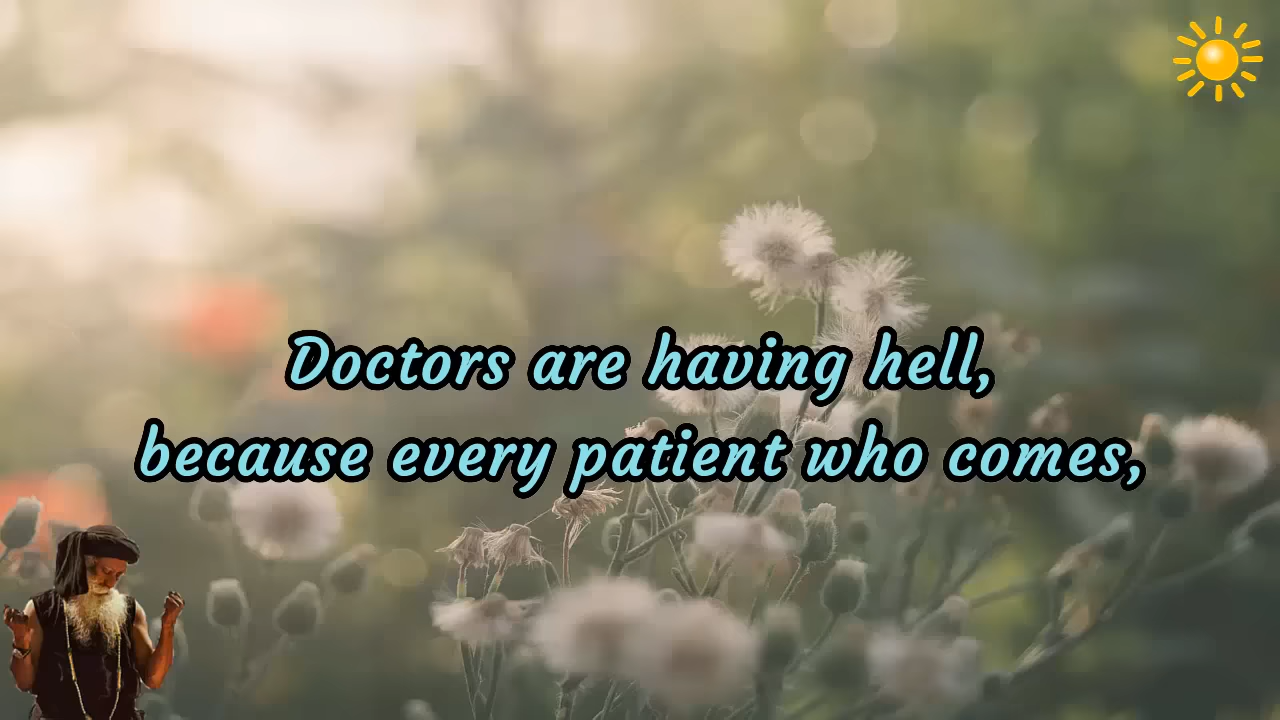 Doctors are having hell,
because every patient who comes,